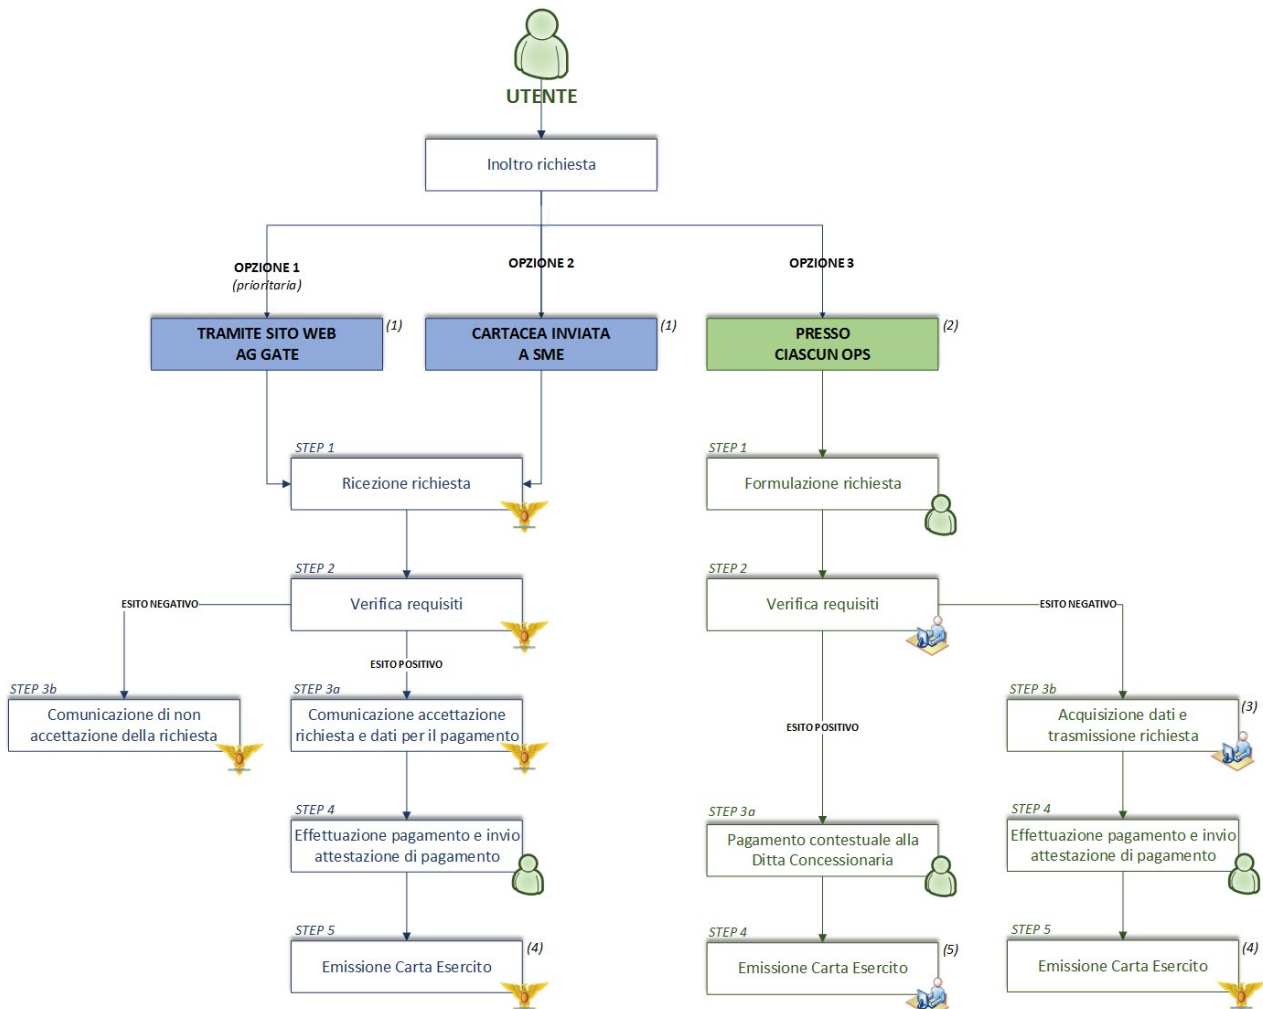 UTENTE
Inoltro richiesta
OPZIONE 1
(prioritaria)
OPZIONE 2
OPZIONE 3
TRAMITE SITO WEB
AG GATE
(1)
CARTACEA INVIATA
A SME
(1)
PRESSO
CIASCUN OPS
(2)
STEP 1
Ricezione richiesta
STEP 1
Formulazione richiesta
STEP 2
Verifica requisiti
STEP 2
Verifica requisiti
ESITO NEGATIVO
ESITO NEGATIVO
ESITO POSITIVO
STEP 3b
Comunicazione di non
accettazione della richiesta
STEP 3a
Comunicazione accettazione
richiesta e dati per il pagamento
ESITO POSITIVO
STEP 3b
Acquisizione dati e
trasmissione richiesta
(3)
STEP 4
Effettuazione pagamento e invio
attestazione di pagamento
STEP 3a
Pagamento contestuale alla
Ditta Concessionaria
STEP 4
Effettuazione pagamento e invio
attestazione di pagamento
STEP 5
Emissione Carta Esercito
(4)
STEP 4
Emissione Carta Esercito
(5)
STEP 5
Emissione Carta Esercito
(4)